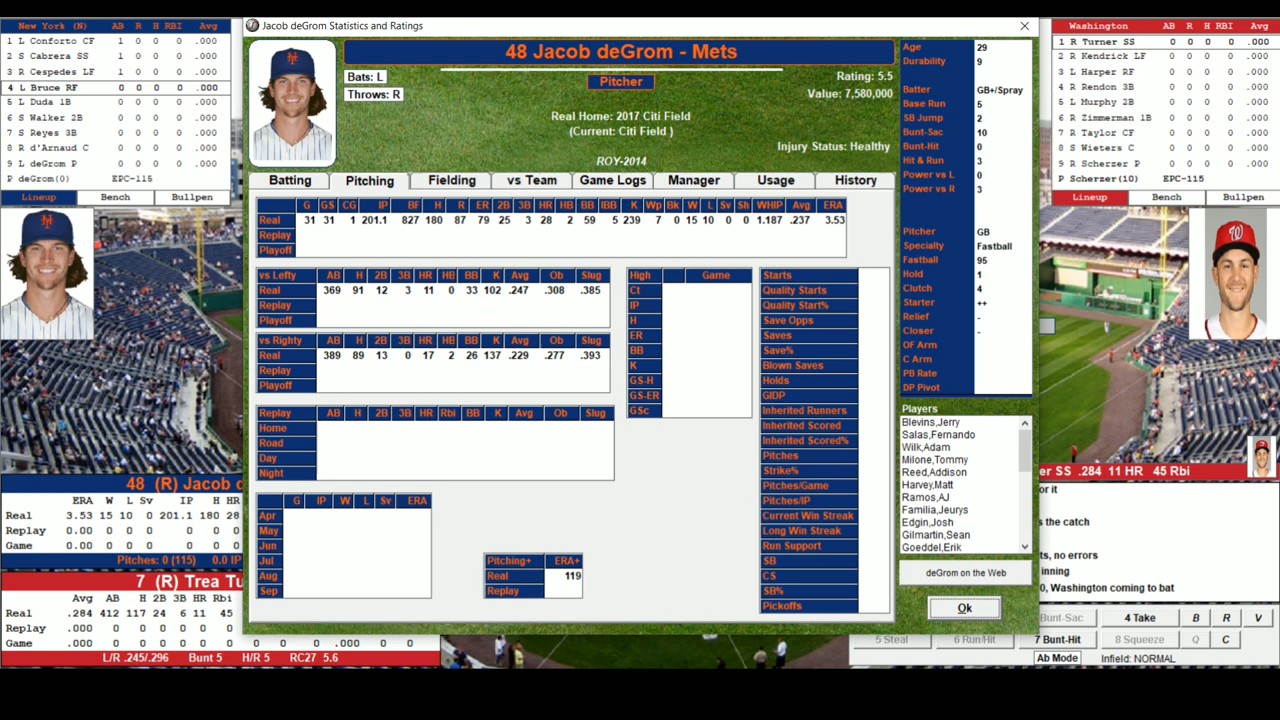 Jacob deGrom Statistics and Ratings
New York (N) AB R H RBI Avg
1 L Conforto CF 1 0 0 0 .000
2 S Cabrera SS 1 0 0 0 .000
3 R Cespedes LF 1 0 0 0 .000
4 L Bruce RF 0 0 0 0 .000
5 L Duda 1B 0 0 0 0 .000
6 S Walker 2B 0 0 0 0 .000
7 S Reyes 3B 0 0 0 0 .000
8 R d'Arnaud C 0 0 0 0 .000
9 L deGrom P 0 0 0 0 .000
P deGrom(0) EPC-115
Lineup Bench Bullpen
48 Jacob deGrom - Mets
Bats: L
Throws: R
Pitcher
Rating: 5.5
Value: 7,580,000
Real Home: 2017 Citi Field
(Current: Citi Field )
Injury Status: Healthy
ROY-2014
Batting Pitching Fielding vs Team Game Logs Manager Usage History
G GS CG IP BF H R ER 2B 3B HR HB BB IBB K Wp Bk W L Sv Sh WHIP Avg ERA
Real 31 31 1 201.1 827 180 87 79 25 3 28 2 59 5 239 7 0 15 10 0 0 1.187 .237 3.53
Replay
Playoff
vs Lefty AB H 2B 3B HR HB BB K Avg Ob Slug
Real 369 91 12 3 11 0 33 102 .247 .308 .385
Replay
Playoff
vs Righty AB H 2B 3B HR HB BB K Avg Ob Slug
Real 389 89 13 0 17 2 26 137 .229 .277 .393
Replay
Playoff
Replay AB H 2B 3B HR Rbi BB K Avg Ob Slug
Home
Road
Day
Night
G IP W L Sv ERA
Apr
May
Jun
Jul
Aug
Sep
Pitching+ ERA+
Real 119
Replay
High Game
Ct
IP
H
ER
BB
K
GS-H
GS-ER
GSc
Starts
Quality Starts
Quality Start%
Save Opps
Saves
Save%
Blown Saves
Holds
GIDP
Inherited Runners
Inherited Scored
Inherited Scored%
Pitches
Strike%
Pitches/Game
Pitches/IP
Current Win Streak
Long Win Streak
Run Support
SB
CS
SB%
Pickoffs
Age 29
Durability 9
Batter GB+/Spray
Base Run 5
SB Jump 2
Bunt-Sac 10
Bunt-Hit 0
Hit & Run 3
Power vs L 0
Power vs R 3
Pitcher GB
Specialty Fastball
Fastball 95
Hold 1
Clutch 4
Starter ++
Relief -
Closer -
OF Arm
C Arm
PB Rate
DP Pivot
Players
Blevins,Jerry
Salas,Fernando
Wilk,Adam
Milone,Tommy
Reed,Addison
Harvey,Matt
Ramos,AJ
Familia,Jeurys
Edgin,Josh
Gilmartin,Sean
Goeddel,Erik
deGrom on the Web
Ok
Washington AB R H RBI Avg
1 R Turner SS 0 0 0 0 .000
2 R Kendrick LF 0 0 0 0 .000
3 L Harper RF 0 0 0 0 .000
4 R Rendon 3B 0 0 0 0 .000
5 L Murphy 2B 0 0 0 0 .000
6 R Zimmerman 1B 0 0 0 0 .000
7 R Taylor CF 0 0 0 0 .000
8 S Wieters C 0 0 0 0 .000
9 R Scherzer P 0 0 0 0 .000
P Scherzer(10) EPC-115
Lineup Bench Bullpen
48 (R) Jacob d
ERA W L Sv IP H HR
Real 3.53 15 10 0 201.1 180 28
Replay 0.00 0 0 0 0 0 0
Game 0.00 0 0 0 0 0 0
Pitches: 0 (115) 0.0 IP
7 (R) Trea Tu
Avg AB H 2B 3B HR Rbi
Real .284 412 117 24 6 11 45
Replay .000 0 0 0 0 0 0
Game .000 0 0 0 0 0 0 0 0 .000 0
L/R .245/.296 Bunt 5 H/R 5 RC27 5.6
er SS .284 11 HR 45 Rbi
or it
s the catch
ts, no errors
inning
0, Washington coming to bat
Bunt-Sac 4 Take B R V
5 Steal 6 Run/Hit 7 Bunt-Hit 8 Squeeze Q C
Ab Mode Infield: NORMAL